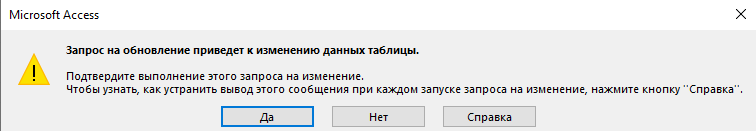 Microsoft Access
Запрос на обновление приведет к изменению данных таблицы.
Подтвердите выполнение этого запроса на изменение.
Чтобы узнать, как устранить вывод этого сообщения при каждом запуске запроса на изменение, нажмите кнопку "Справка".
Да Нет Справка